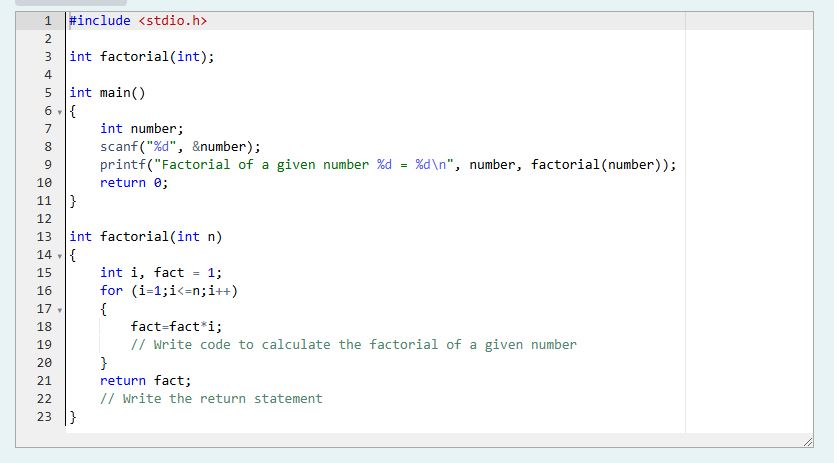 1 #include <stdio.h>
2
3 int factorial(int);
4
5 int main()
6 {
7 int number;
8 scanf("%d", &number);
9 printf("Factorial of a given number %d = %d\n", number, factorial(number));
10 return 0;
11 }
12
13 int factorial(int n)
14 {
15 int i, fact = 1;
16 for (i=1;i<=n;i++)
17 {
18 fact=fact*i;
19 // Write code to calculate the factorial of a given number
20 }
21 return fact;
22 // Write the return statement
23 }